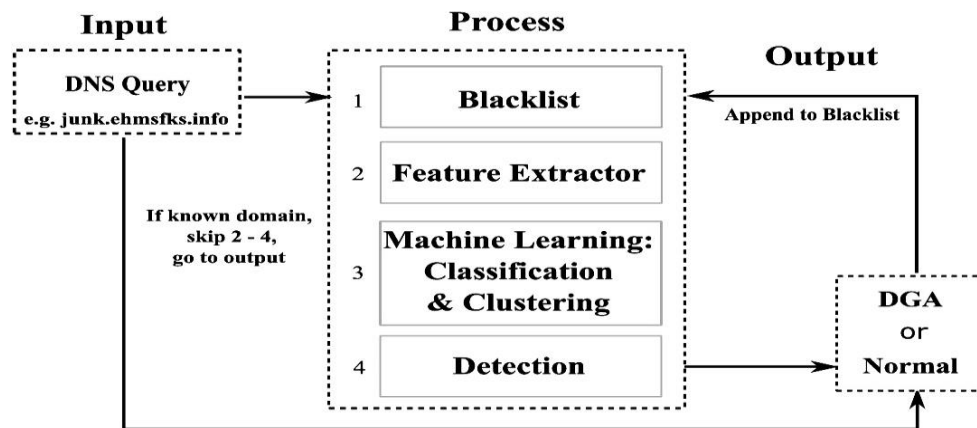 Input
DNS Query
e.g. junk.ehmsfks.info
If known domain,
skip 2 - 4,
go to output
Process
1 Blacklist
2 Feature Extractor
3 Machine Learning:
Classification
& Clustering
4 Detection
Output
Append to Blacklist
DGA
or
Normal